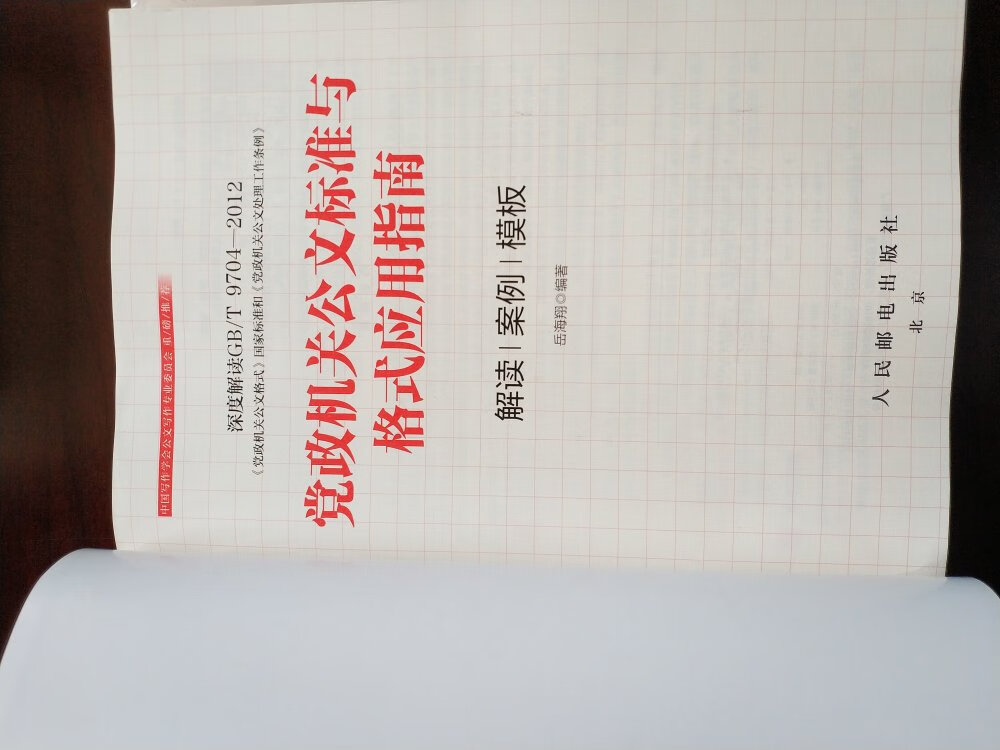 中国写作学会公文写作专业委员会 重/磅/推/荐
深度解读GB/T 9704—2012
《党政机关公文格式》国家标准和《党政机关公文处理工作条例》
党政机关公文标准与
格式应用指南
解读|案例|模板
岳海翔◎编著
人民邮电出版社
北京